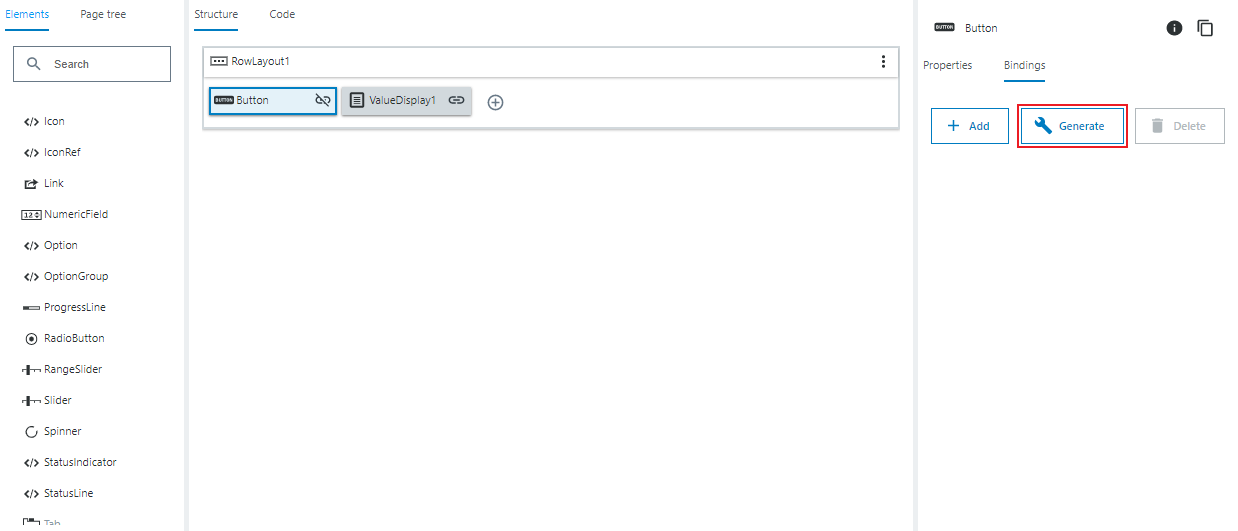 Elements
Page tree
Search
Icon
IconRef
Link
NumericField
Option
OptionGroup
ProgressLine
RadioButton
RangeSlider
Slider
Spinner
StatusIndicator
StatusLine
Tab
Structure
Code
RowLayout1
BUTTON Button
ValueDisplay1
BUTTON Button
Properties
Bindings
Add
Generate
Delete